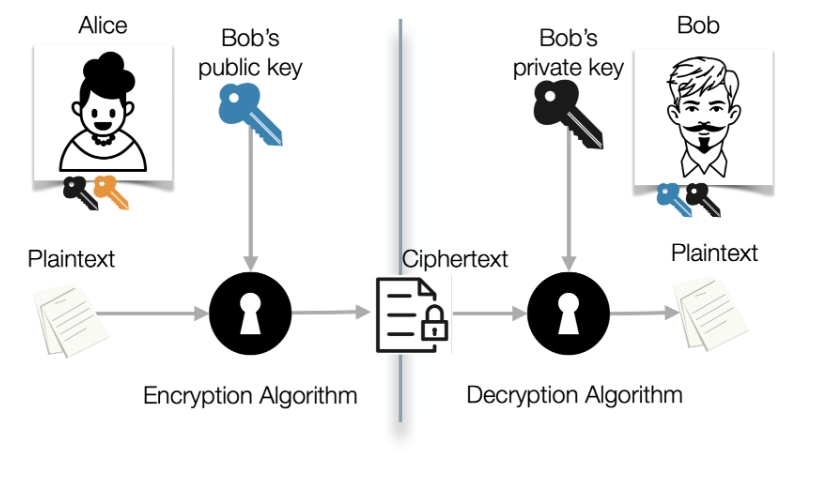 Alice
Bob's
public key
Bob's
private key
Bob
Plaintext
Ciphertext
Plaintext
Encryption Algorithm
Decryption Algorithm